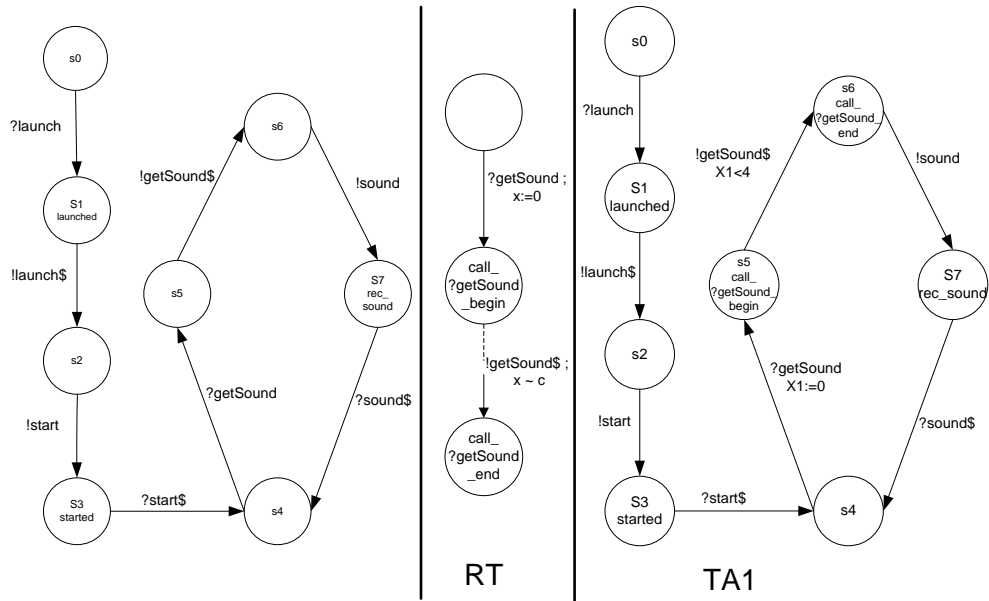 s0
?launch
S1
launched
!launch$
s2
!start
S3
started
?start$
s4
?getSound
s5
!getSound$
s6
!sound
S7
rec_
sound
?sound$
?getSound ;
x:=0
call_
?getSound
_begin
!getSound$ ;
x ~ c
call_
?getSound
_end
RT
s0
?launch
S1
launched
!launch$
s2
!start
S3
started
?start$
s4
?getSound
X1:=0
s5
call_
?getSound_
begin
!getSound$
X1<4
s6
call_
?getSound_
end
!sound
S7
rec_sound
?sound$
TA1